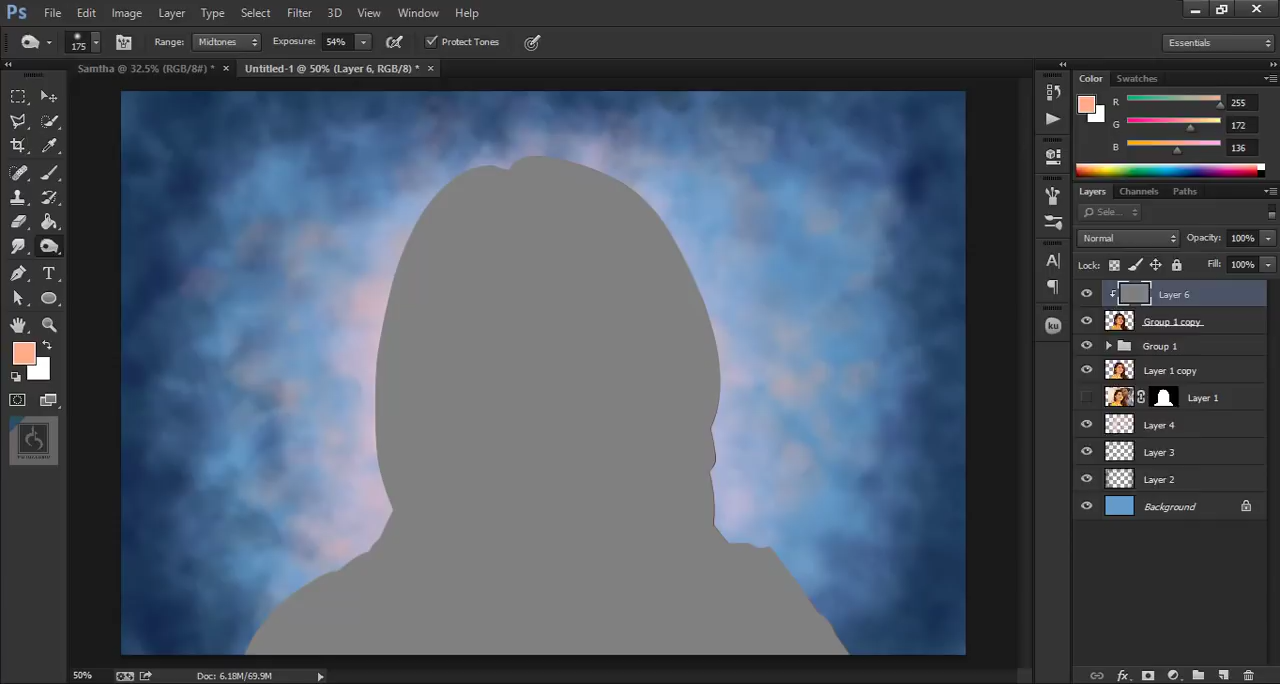 Ps File Edit Image Layer Type Select Filter 3D View Window Help
175 Range: Midtones Exposure: 54% Protect Tones Essentials
Samtha @ 32.5% (RGB/8#) * × Untitled-1 @ 50% (Layer 6, RGB/8) * ×
Color Swatches
R 255
G 172
B 136
Layers Channels Paths
Sele...
Normal Opacity: 100%
Lock: Fill: 100%
Layer 6
Group 1 copy
Group 1
Layer 1 copy
Layer 1
Layer 4
Layer 3
Layer 2
Background
A
ku
T
50% Doc: 6.18M/69.9M
fx